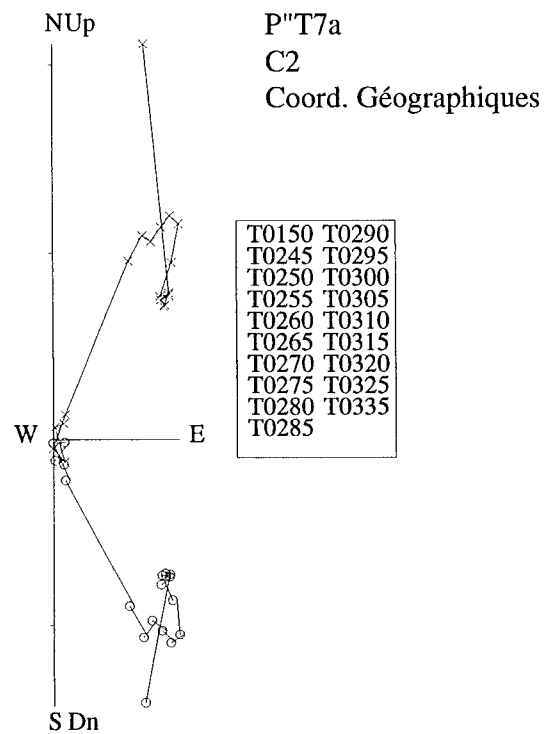 NUp
P"T7a
C2
Coord. Géographiques
T0150 T0290
T0245 T0295
T0250 T0300
T0255 T0305
T0260 T0310
T0265 T0315
T0270 T0320
T0275 T0325
T0280 T0335
T0285
W E
S Dn